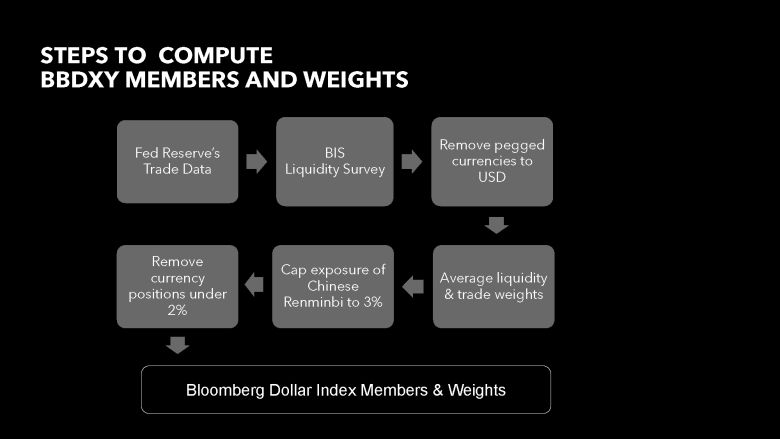 STEPS TO  COMPUTE
BBDXY MEMBERS AND WEIGHTS
Fed Reserve's
Trade Data
BIS
Liquidity Survey
Remove pegged
currencies to
USD
Average liquidity
& trade weights
Cap exposure of
Chinese
Renminbi to 3%
Remove
currency
positions under
2%
Bloomberg Dollar Index Members & Weights